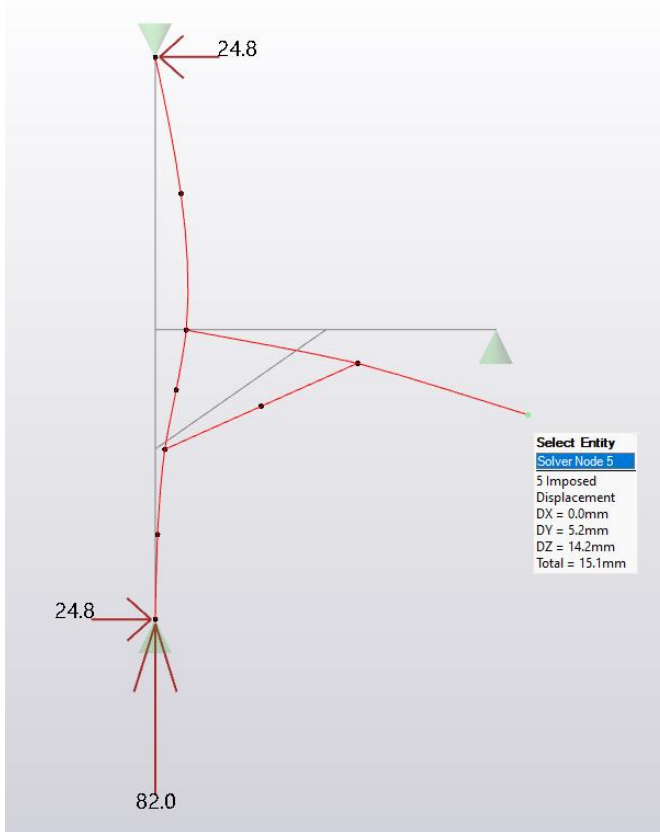 24.8
Select Entity
Solver Node 5
5 Imposed
Displacement
DX = 0.0mm
DY = 5.2mm
DZ = 14.2mm
Total = 15.1mm
24.8
82.0